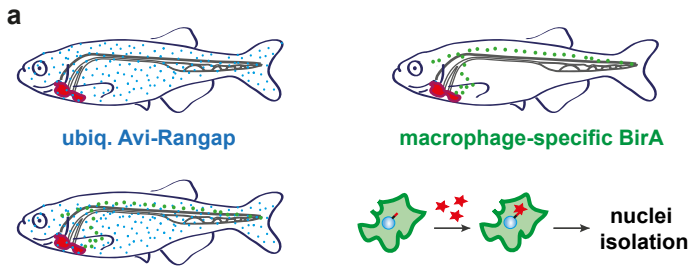 a
ubiq. Avi-Rangap
macrophage-specific BirA
nuclei
isolation